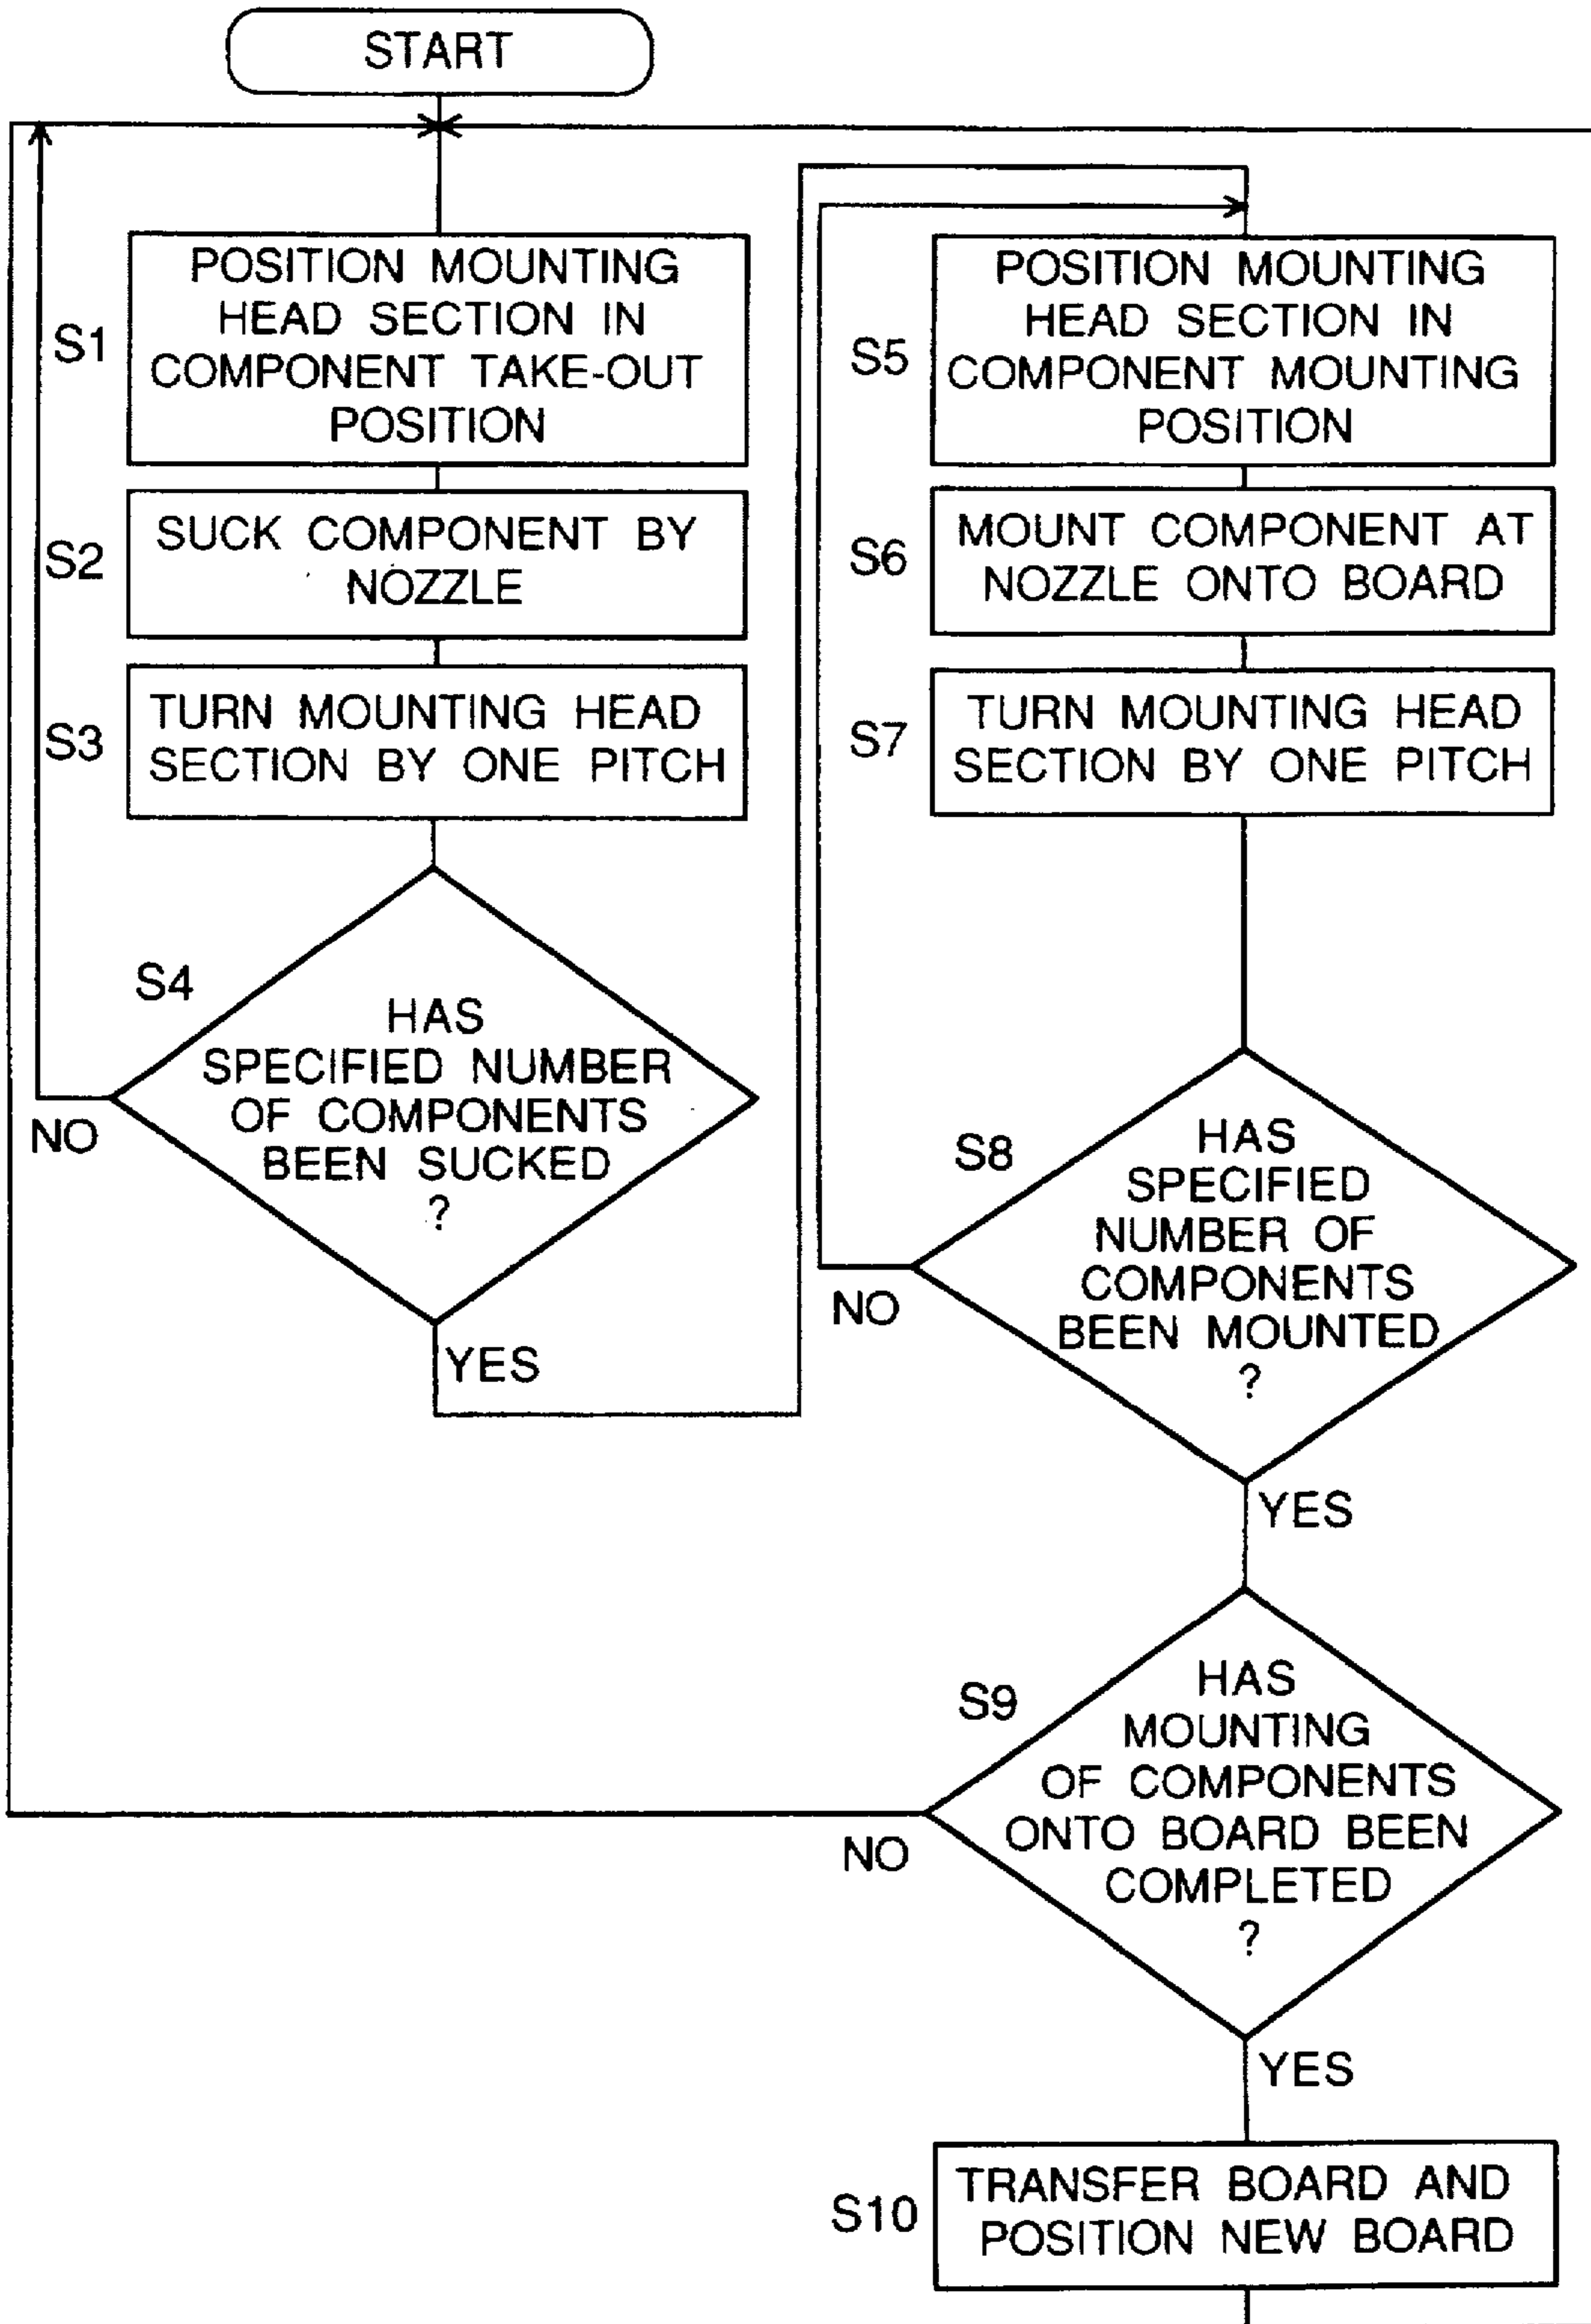 START
S1
POSITION MOUNTING
HEAD SECTION IN
COMPONENT TAKE-OUT
POSITION
S2
SUCK COMPONENT BY
NOZZLE
S3
TURN MOUNTING HEAD
SECTION BY ONE PITCH
S4
HAS
SPECIFIED NUMBER
OF COMPONENTS
BEEN SUCKED
?
NO
YES
S5
POSITION MOUNTING
HEAD SECTION IN
COMPONENT MOUNTING
POSITION
S6
MOUNT COMPONENT AT
NOZZLE ONTO BOARD
S7
TURN MOUNTING HEAD
SECTION BY ONE PITCH
S8
HAS
SPECIFIED
NUMBER OF
COMPONENTS
BEEN MOUNTED
?
NO
YES
S9
HAS
MOUNTING
OF COMPONENTS
ONTO BOARD BEEN
COMPLETED
?
NO
YES
S10
TRANSFER BOARD AND
POSITION NEW BOARD